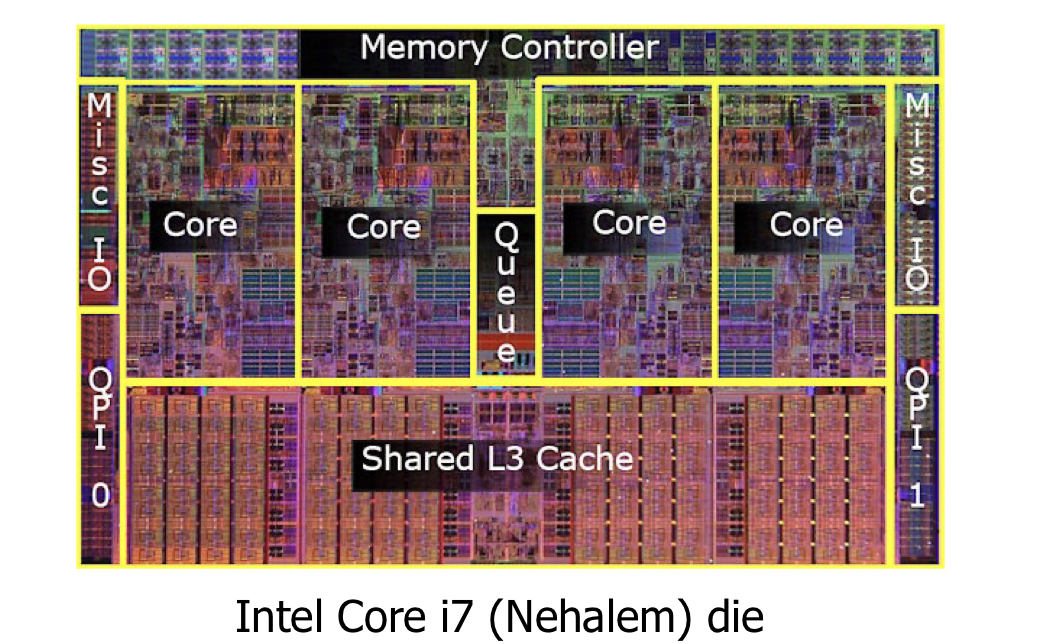 Memory Controller
Misc IO
Core
Core
Queue
Core
Core
Misc IO
QPI 0
Shared L3 Cache
QPI 1
Intel Core i7 (Nehalem) die